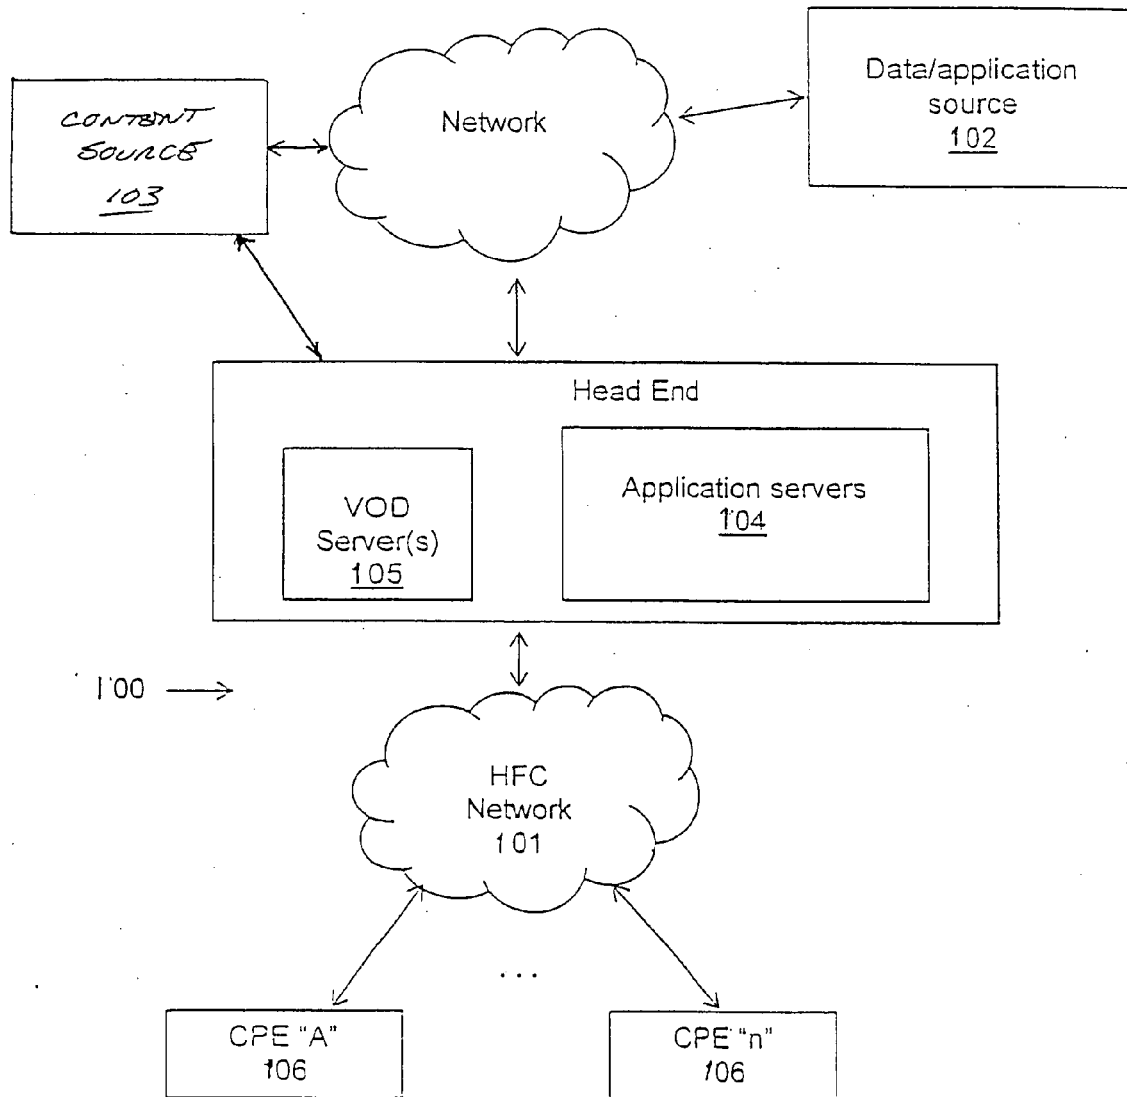 Data/application
source
102
CONTENT
SOURCE
103
Network
Head End
VOD
Server(s)
105
Application servers
104
100
HFC
Network
101
...
CPE "A"
106
CPE "n"
106